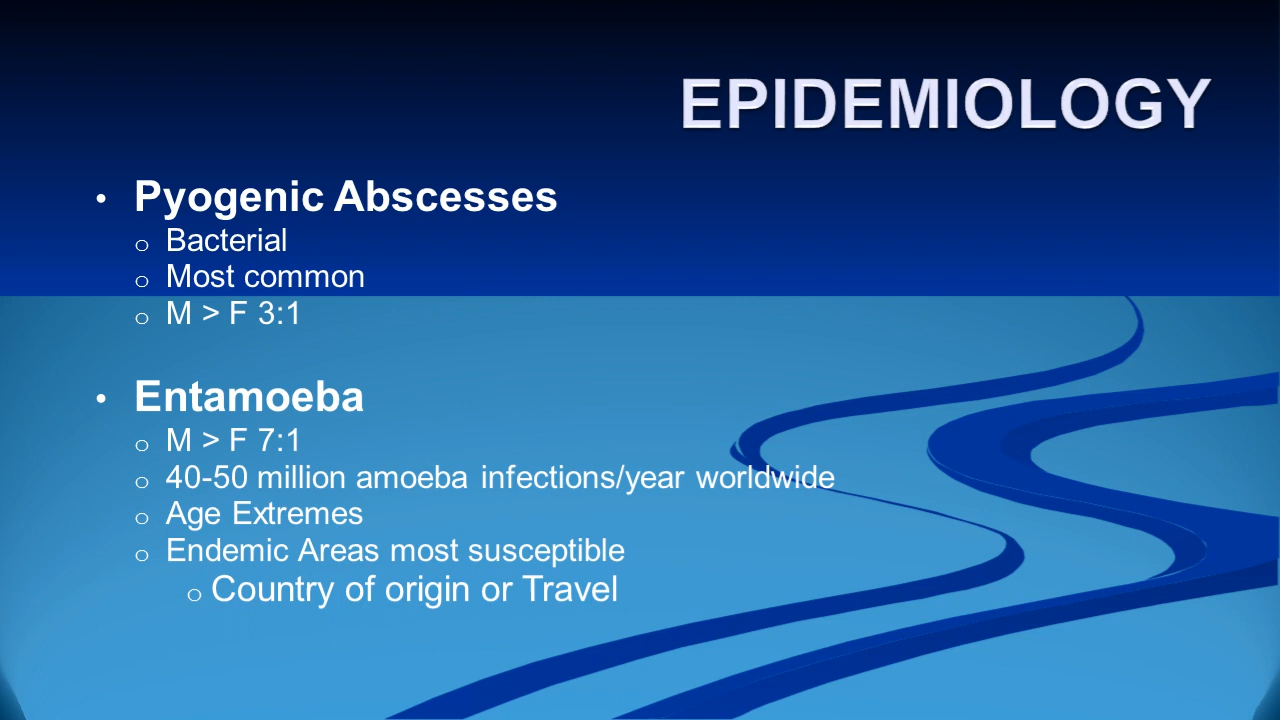 EPIDEMIOLOGY
• Pyogenic Abscesses
o Bacterial
o Most common
o M > F 3:1
• Entamoeba
o M > F 7:1
o 40-50 million amoeba infections/year worldwide
o Age Extremes
o Endemic Areas most susceptible
o Country of origin or Travel